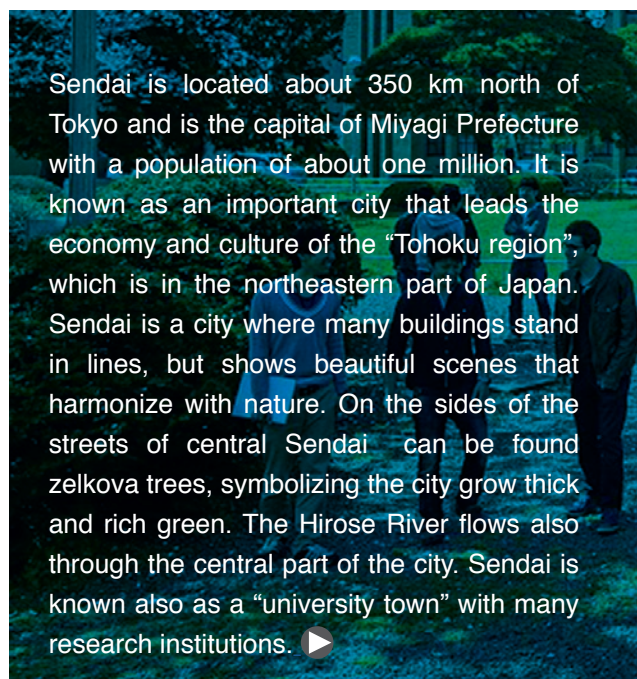 Sendai is located about 350 km north of
Tokyo and is the capital of Miyagi Prefecture
with a population of about one million. It is
known as an important city that leads the
economy and culture of the “Tohoku region”,
which is in the northeastern part of Japan.
Sendai is a city where many buildings stand
in lines, but shows beautiful scenes that
harmonize with nature. On the sides of the
streets of central Sendai can be found
zelkova trees, symbolizing the city grow thick
and rich green. The Hirose River flows also
through the central part of the city. Sendai is
known also as a “university town” with many
research institutions.